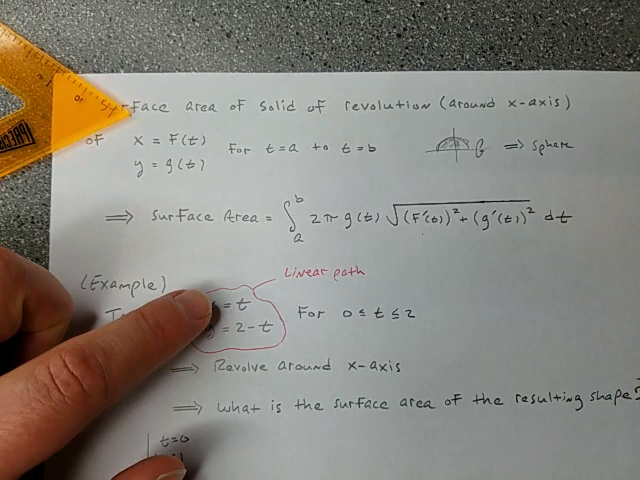 Surface area of solid of revolution (around x-axis)
of x = f(t)
y = g(t)
for t=a to t=b
⇒ sphere
⇒ Surface Area = ∫_a^b 2π g(t) √((f'(t))² + (g'(t))²) dt
(Example)
Linear path
= t
= 2-t
for 0 ≤ t ≤ 2
⇒ Revolve around x-axis
⇒ what is the surface area of the resulting shape?
t=0